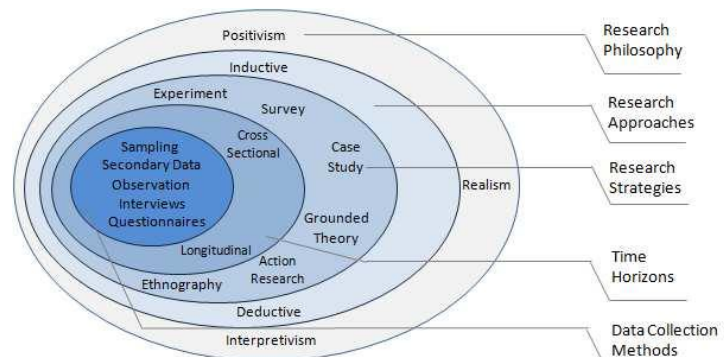 Positivism
Inductive
Experiment
Survey
Cross
Sectional
Sampling
Secondary Data
Observation
Interviews
Questionnaires
Case
Study
Realism
Grounded
Theory
Longitudinal
Action
Research
Ethnography
Deductive
Interpretivism
Research
Philosophy
Research
Approaches
Research
Strategies
Time
Horizons
Data Collection
Methods